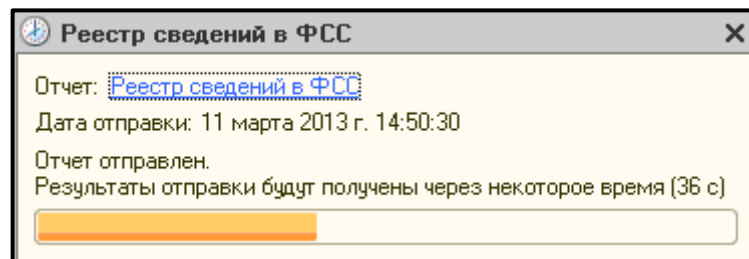 Реестр сведений в ФСС
Отчет: Реестр сведений в ФСС
Дата отправки: 11 марта 2013 г. 14:50:30
Отчет отправлен.
Результаты отправки будут получены через некоторое время (36 с)